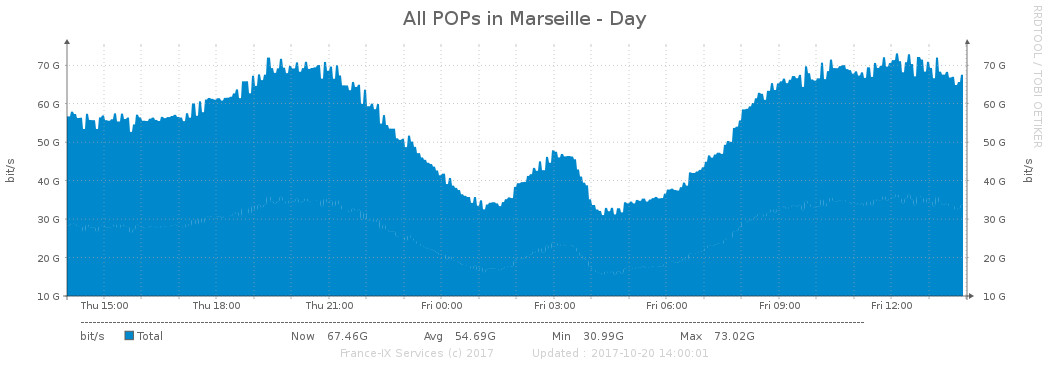 All POPs in Marseille - Day
RRDTOOL / TOBI OETIKER
bit/s
70 G
60 G
50 G
40 G
30 G
20 G
10 G
70 G
60 G
50 G
40 G
30 G
20 G
10 G
bit/s
Thu 15:00 Thu 18:00 Thu 21:00 Fri 00:00 Fri 03:00 Fri 06:00 Fri 09:00 Fri 12:00
bit/s Total Now 67.46G Avg 54.69G Min 30.99G Max 73.02G
France-IX Services (c) 2017 Updated : 2017-10-20 14:00:01